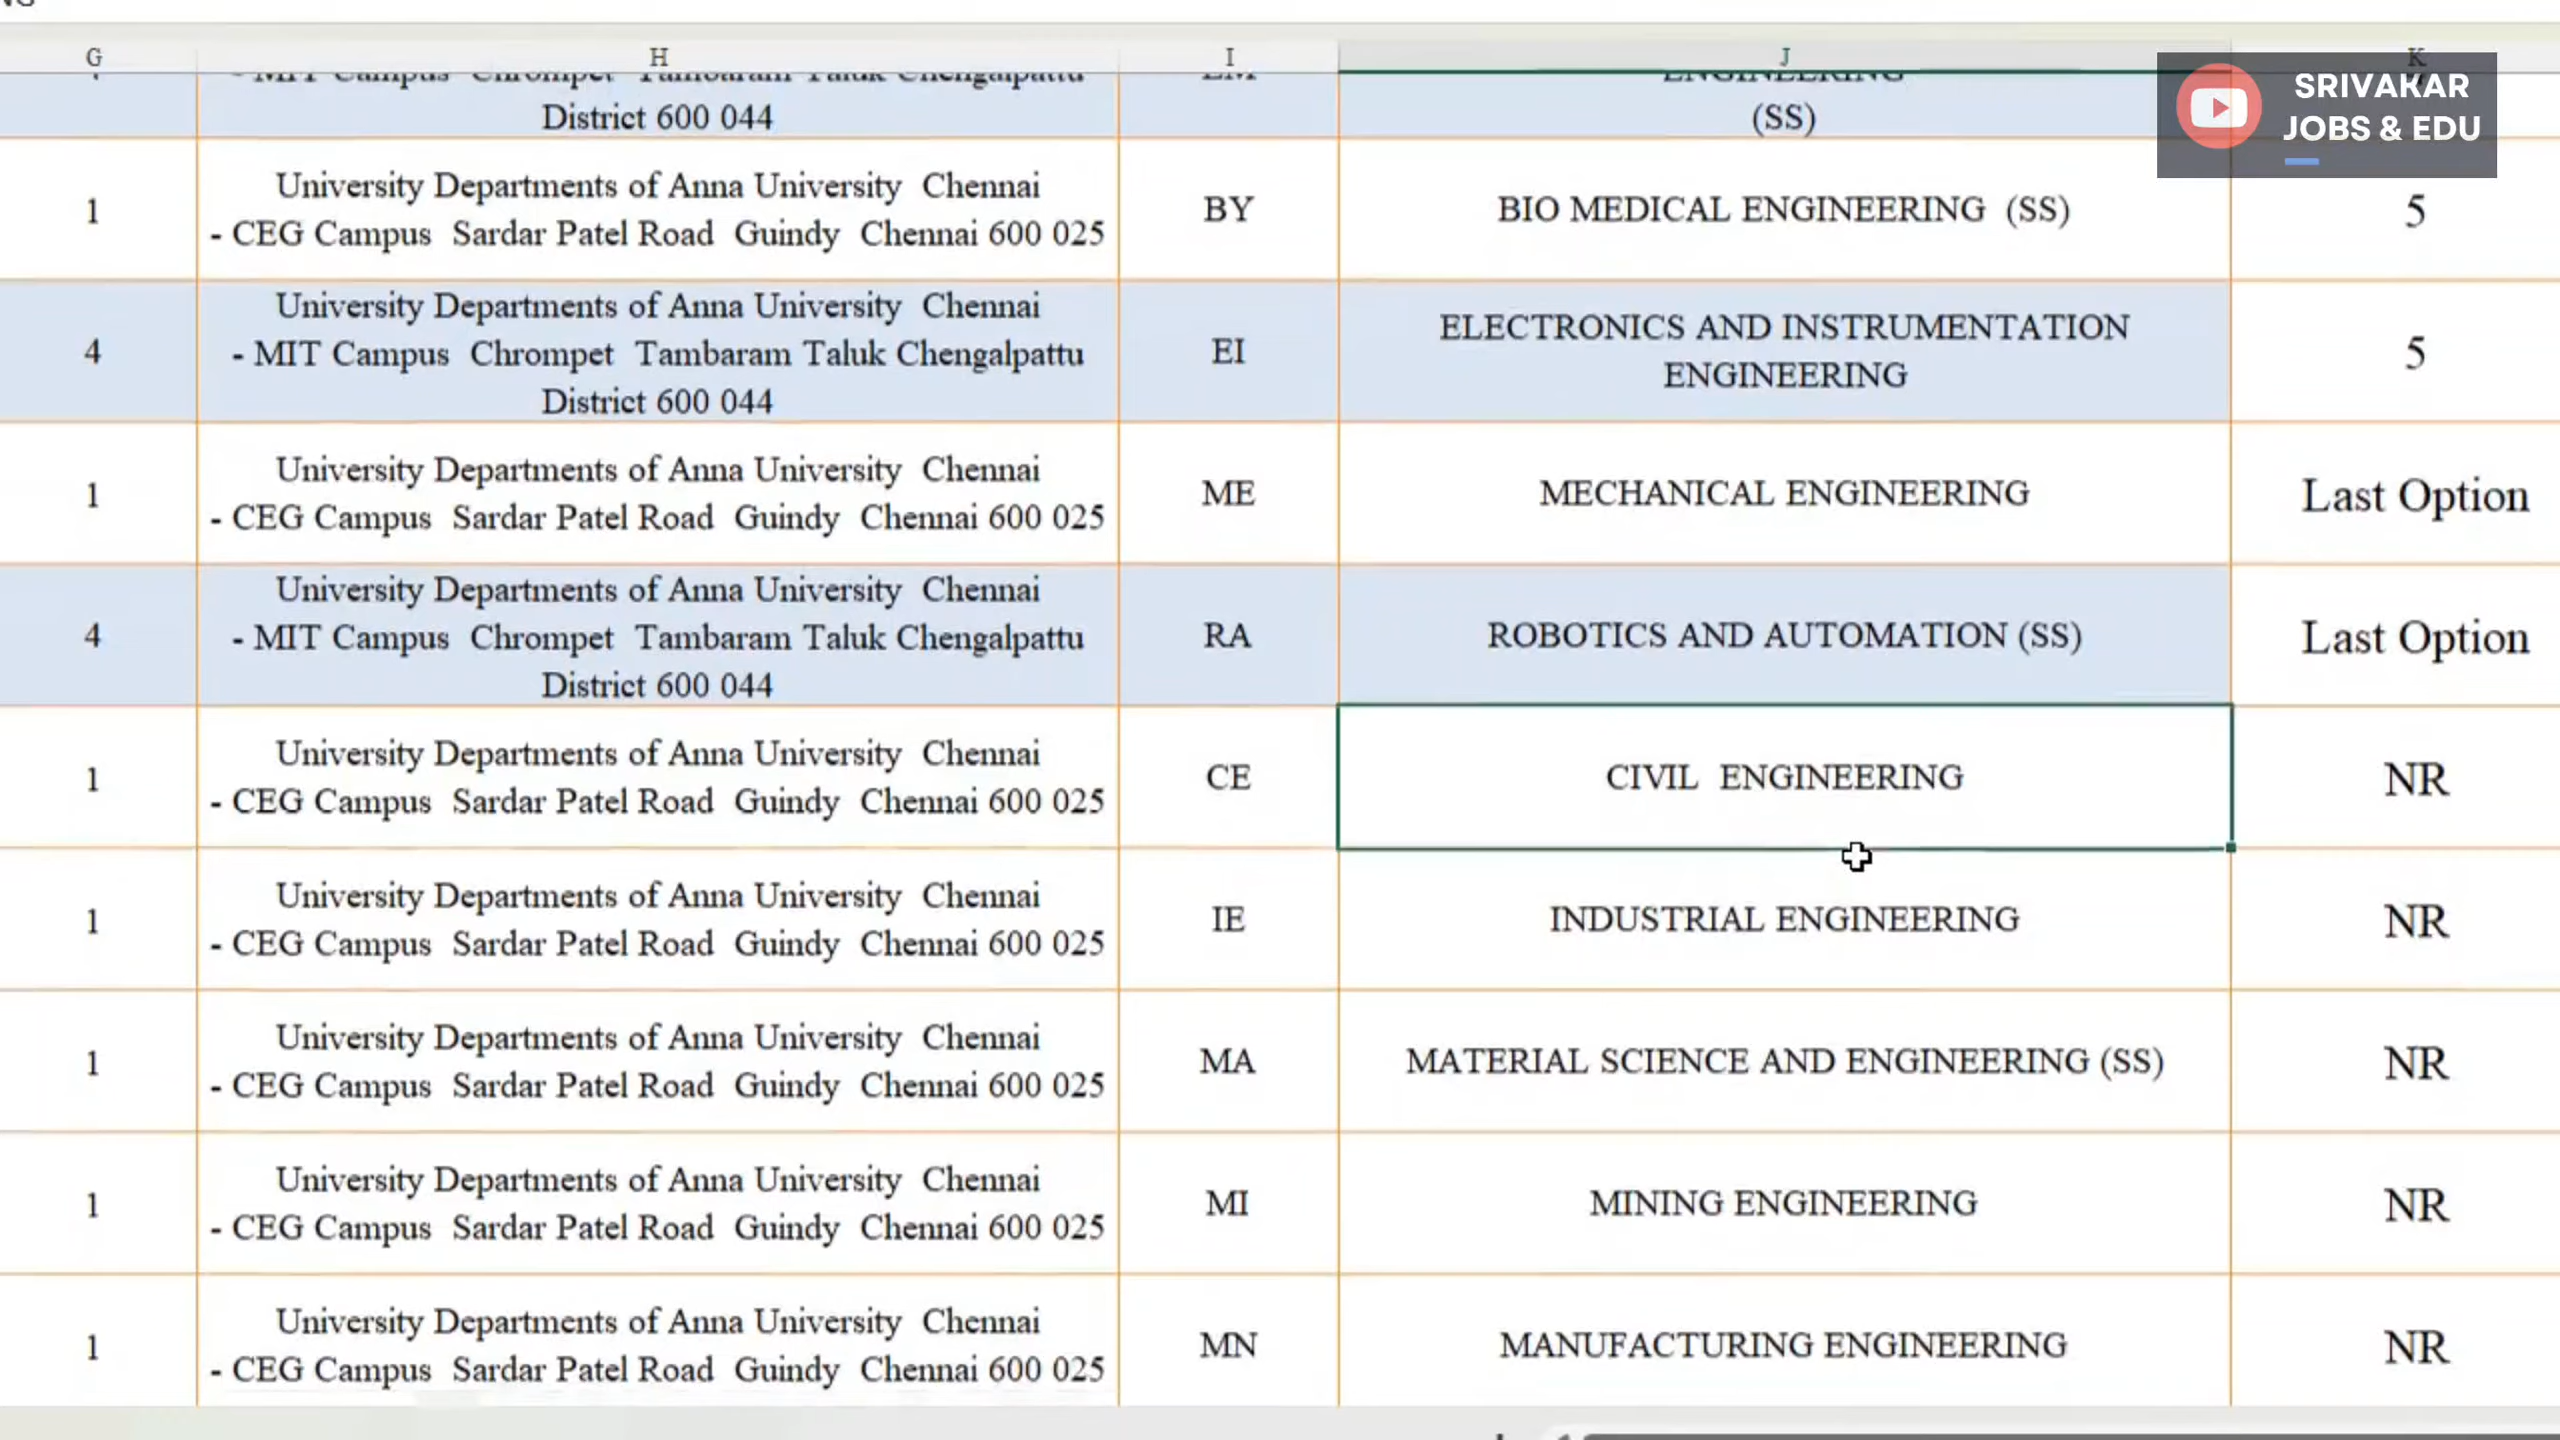 G H I J K
- MIT Campus  Chrompet  Tambaram Taluk Chengalpattu
District 600 044
ENGINEERING
(SS)
SRIVAKAR
JOBS & EDU
1
University Departments of Anna University  Chennai
- CEG Campus  Sardar Patel Road  Guindy  Chennai 600 025
BY
BIO MEDICAL ENGINEERING  (SS)
5
4
University Departments of Anna University  Chennai
- MIT Campus  Chrompet  Tambaram Taluk Chengalpattu
District 600 044
EI
ELECTRONICS AND INSTRUMENTATION
ENGINEERING
5
1
University Departments of Anna University  Chennai
- CEG Campus  Sardar Patel Road  Guindy  Chennai 600 025
ME
MECHANICAL ENGINEERING
Last Option
4
University Departments of Anna University  Chennai
- MIT Campus  Chrompet  Tambaram Taluk Chengalpattu
District 600 044
RA
ROBOTICS AND AUTOMATION (SS)
Last Option
1
University Departments of Anna University  Chennai
- CEG Campus  Sardar Patel Road  Guindy  Chennai 600 025
CE
CIVIL  ENGINEERING
NR
1
University Departments of Anna University  Chennai
- CEG Campus  Sardar Patel Road  Guindy  Chennai 600 025
IE
INDUSTRIAL ENGINEERING
NR
1
University Departments of Anna University  Chennai
- CEG Campus  Sardar Patel Road  Guindy  Chennai 600 025
MA
MATERIAL SCIENCE AND ENGINEERING (SS)
NR
1
University Departments of Anna University  Chennai
- CEG Campus  Sardar Patel Road  Guindy  Chennai 600 025
MI
MINING ENGINEERING
NR
1
University Departments of Anna University  Chennai
- CEG Campus  Sardar Patel Road  Guindy  Chennai 600 025
MN
MANUFACTURING ENGINEERING
NR